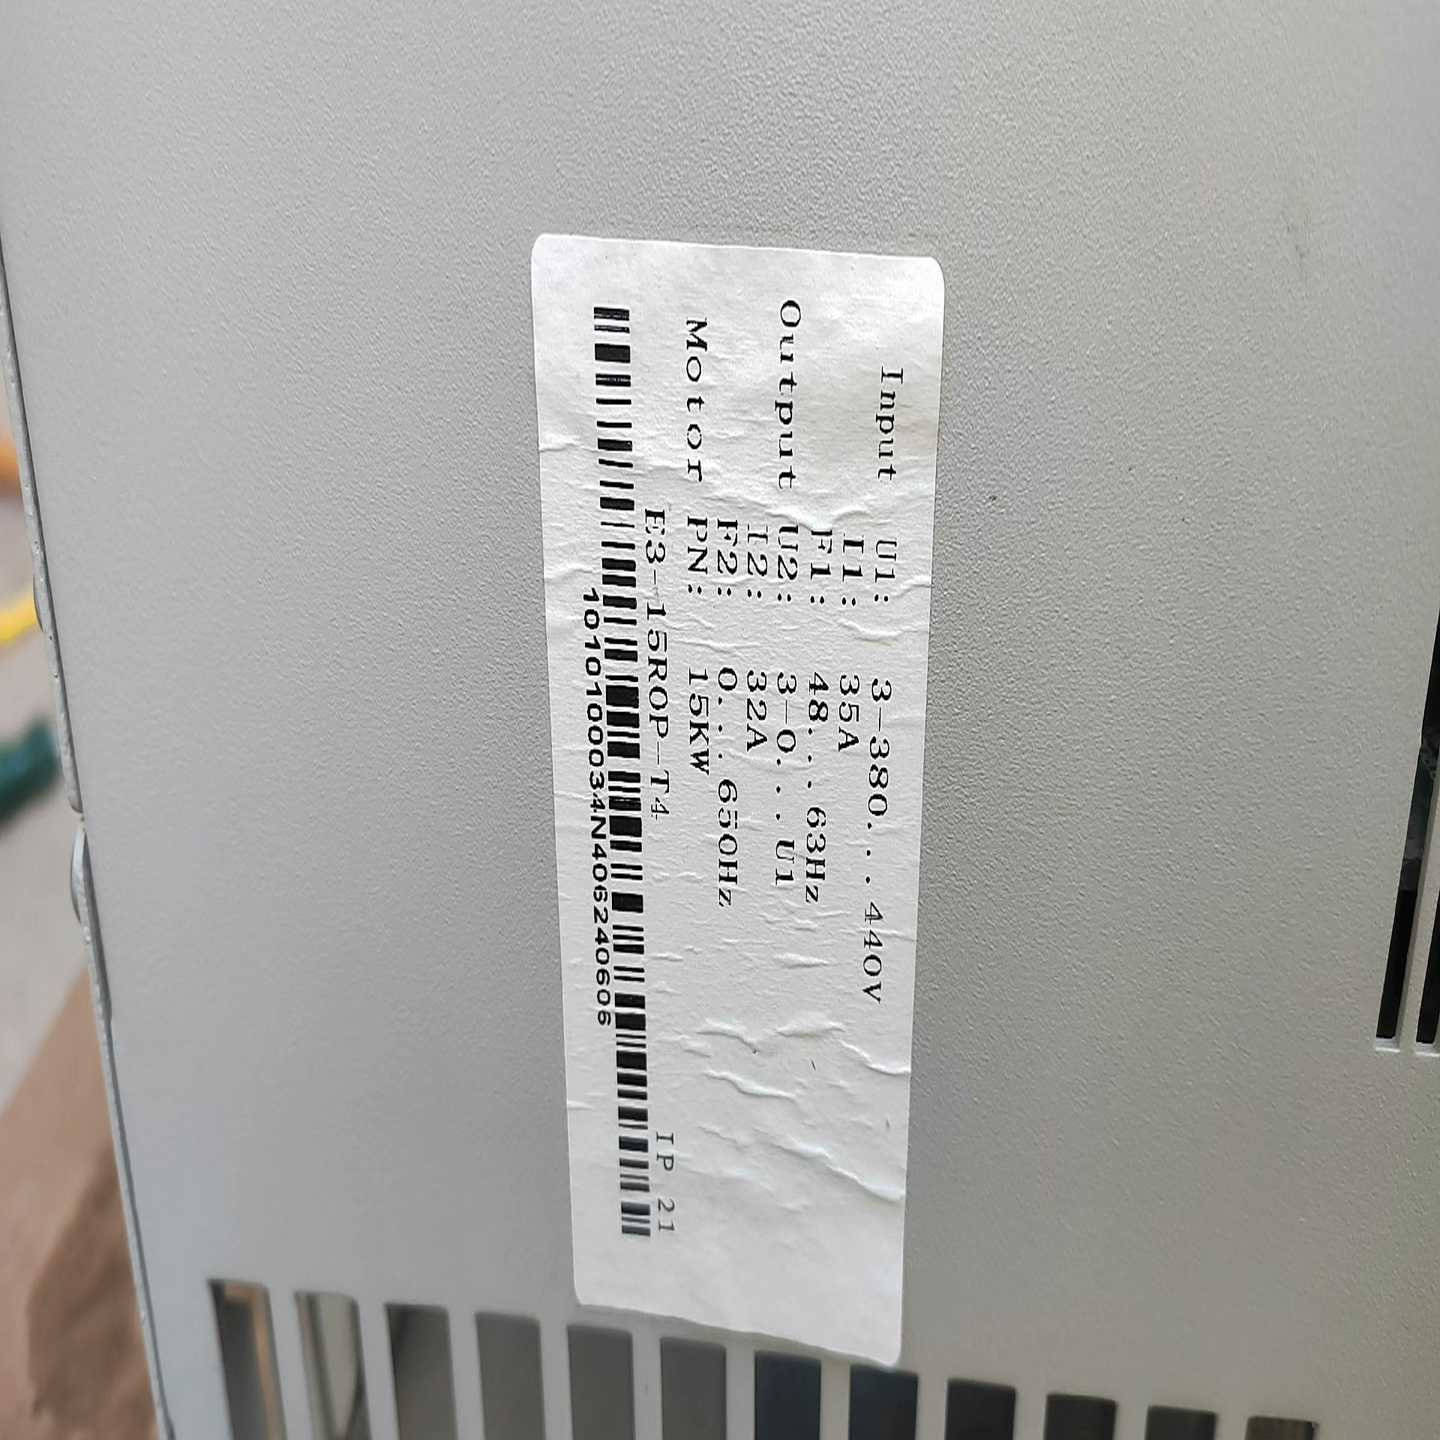 Input U1: 3-380...440V
I1: 35A
F1: 48...63Hz
Output U2: 3-0...U1
I2: 32A
F2: 0...650Hz
Motor PN: 15KW
E3-15R0P-T4 IP 21
1010100034N406240606